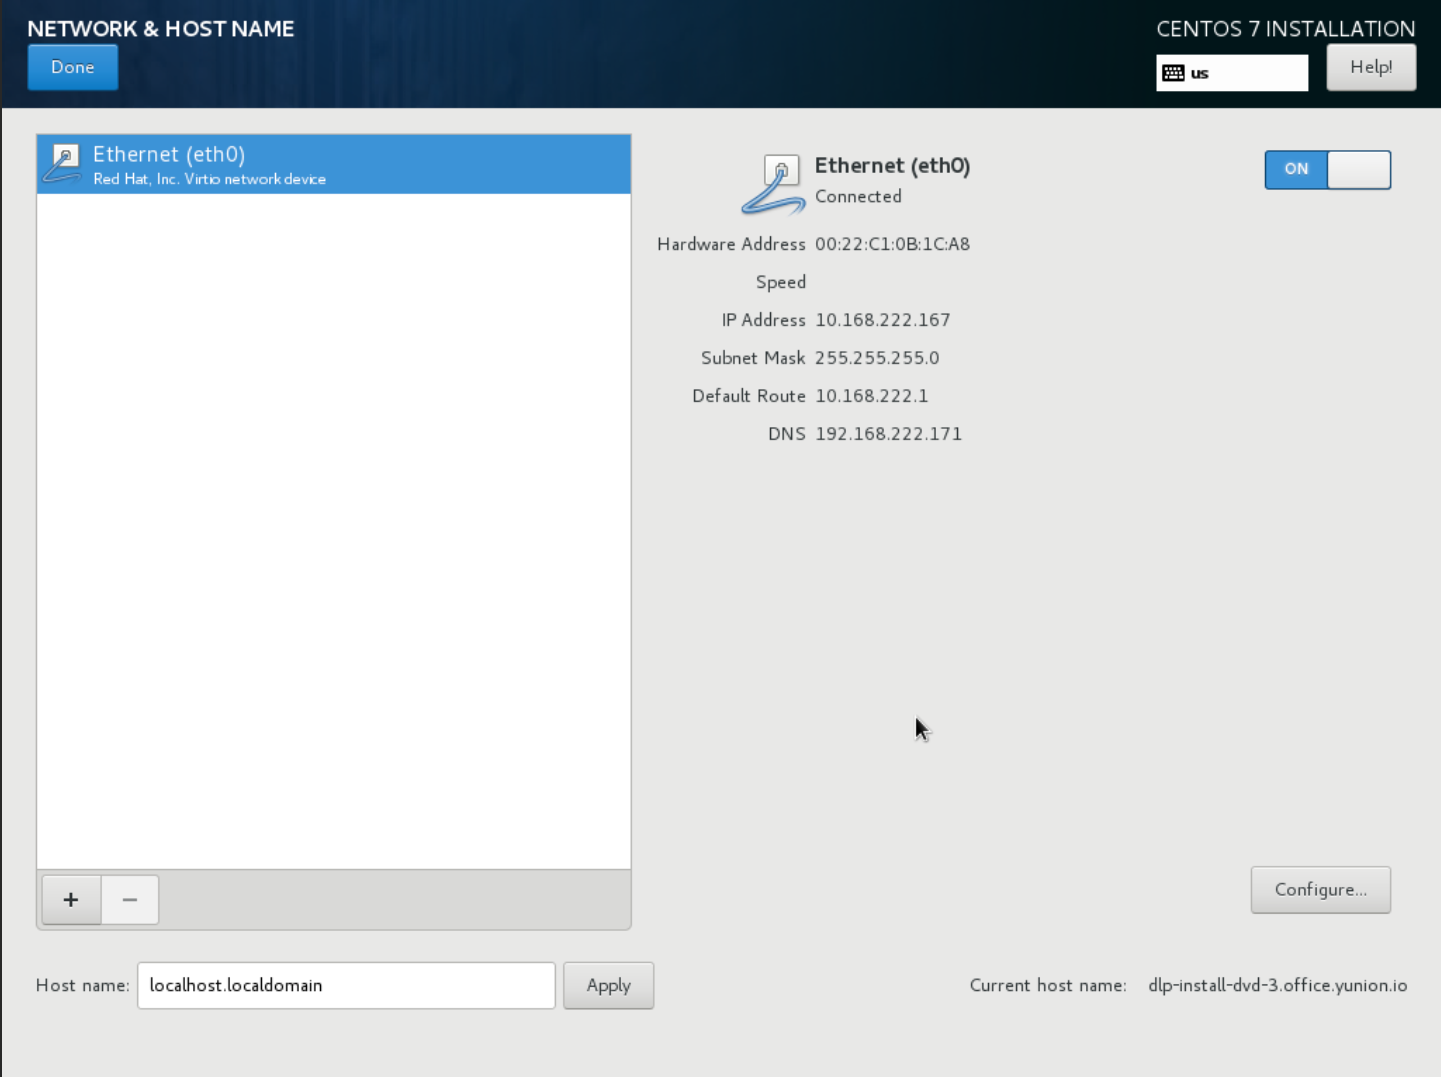 NETWORK & HOST NAME
CENTOS 7 INSTALLATION
Done
us
Help!
Ethernet (eth0)
Red Hat, Inc. Virtio network device
Ethernet (eth0)
Connected
ON
Hardware Address 00:22:C1:0B:1C:A8
Speed
IP Address 10.168.222.167
Subnet Mask 255.255.255.0
Default Route 10.168.222.1
DNS 192.168.222.171
+ −
Configure...
Host name: localhost.localdomain Apply
Current host name: dlp-install-dvd-3.office.yunion.io